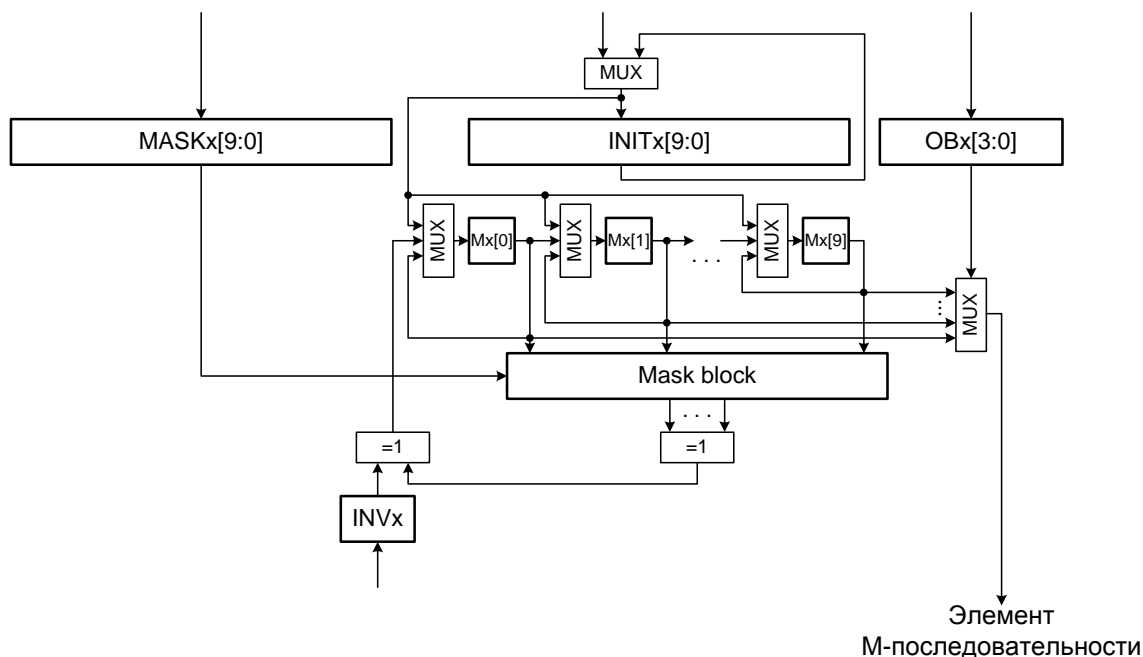 MUX
MASKx[9:0]
INITx[9:0]
OBx[3:0]
MUX
Mx[0]
MUX
Mx[1]
. . .
MUX
Mx[9]
...
MUX
Mask block
. . .
=1
=1
INVx
Элемент
М-последовательности